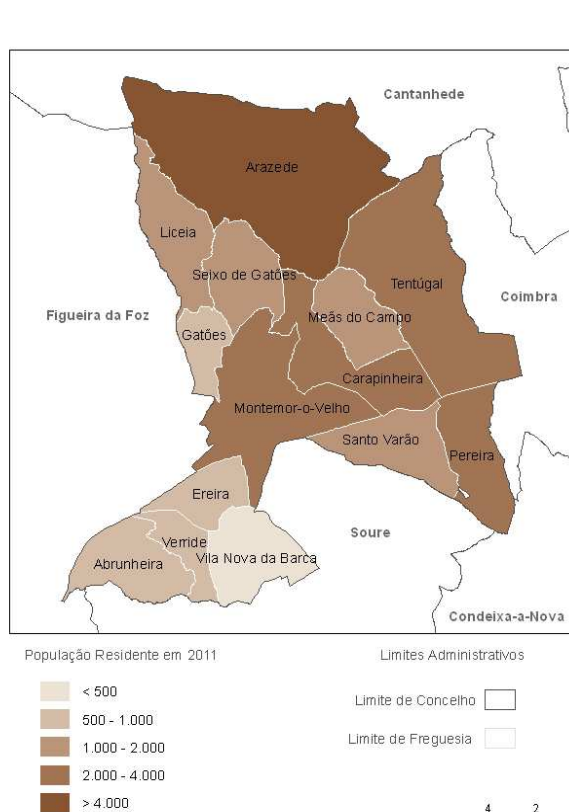 Cantanhede
Arazede
Liceia
Seixo de Gatões
Tentúgal
Coimbra
Figueira da Foz
Meãs do Campo
Gatões
Carapinheira
Montemor-o-Velho
Santo Varão
Pereira
Ereira
Soure
Verride
Vila Nova da Barca
Abrunheira
Condeixa-a-Nova
População Residente em 2011
< 500
500 - 1.000
1.000 - 2.000
2.000 - 4.000
> 4.000
Limites Administrativos
Limite de Concelho
Limite de Freguesia
4 2